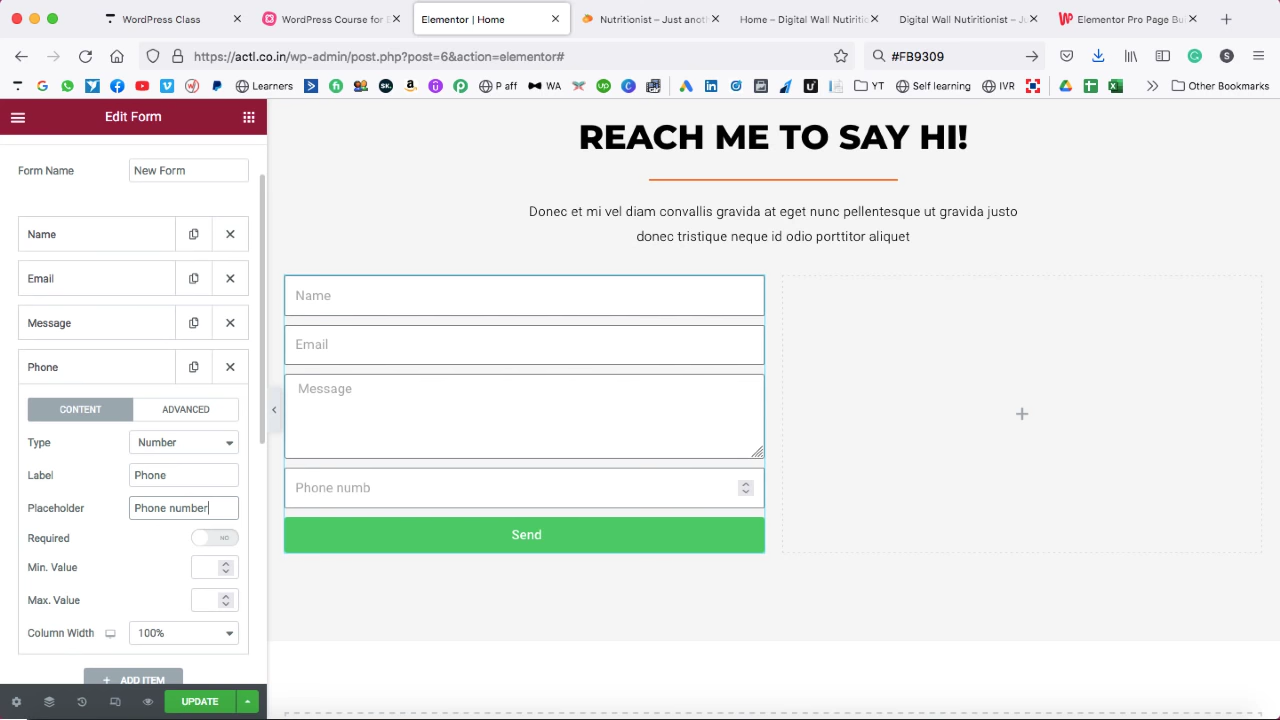 WordPress Class
WordPress Course for E
Elementor | Home
Nutritionist – Just anot
Home – Digital Wall Nutiritic
Digital Wall Nutiritionist – Ju
Elementor Pro Page Bu
https://actl.co.in/wp-admin/post.php?post=6&action=elementor#
#FB9309
Learners
P aff
WA
YT
Self learning
IVR
Other Bookmarks
Edit Form
Form Name
New Form
Name
Email
Message
Phone
CONTENT
ADVANCED
Type
Number
Label
Phone
Placeholder
Phone number
Required
NO
Min. Value
Max. Value
Column Width
100%
+ ADD ITEM
UPDATE
REACH ME TO SAY HI!
Donec et mi vel diam convallis gravida at eget nunc pellentesque ut gravida justo
donec tristique neque id odio porttitor aliquet
Name
Email
Message
Phone numb
Send